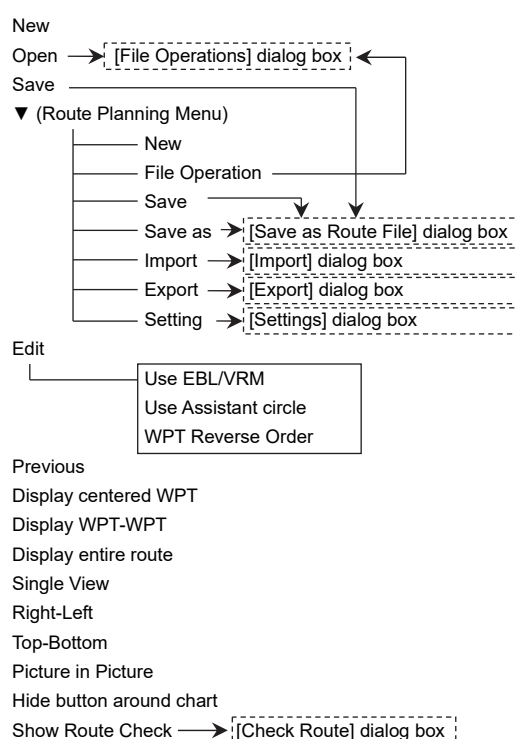 New
Open [File Operations] dialog box
Save
▼ (Route Planning Menu)
New
File Operation
Save
Save as [Save as Route File] dialog box
Import [Import] dialog box
Export [Export] dialog box
Setting [Settings] dialog box
Edit
Use EBL/VRM
Use Assistant circle
WPT Reverse Order
Previous
Display centered WPT
Display WPT-WPT
Display entire route
Single View
Right-Left
Top-Bottom
Picture in Picture
Hide button around chart
Show Route Check [Check Route] dialog box